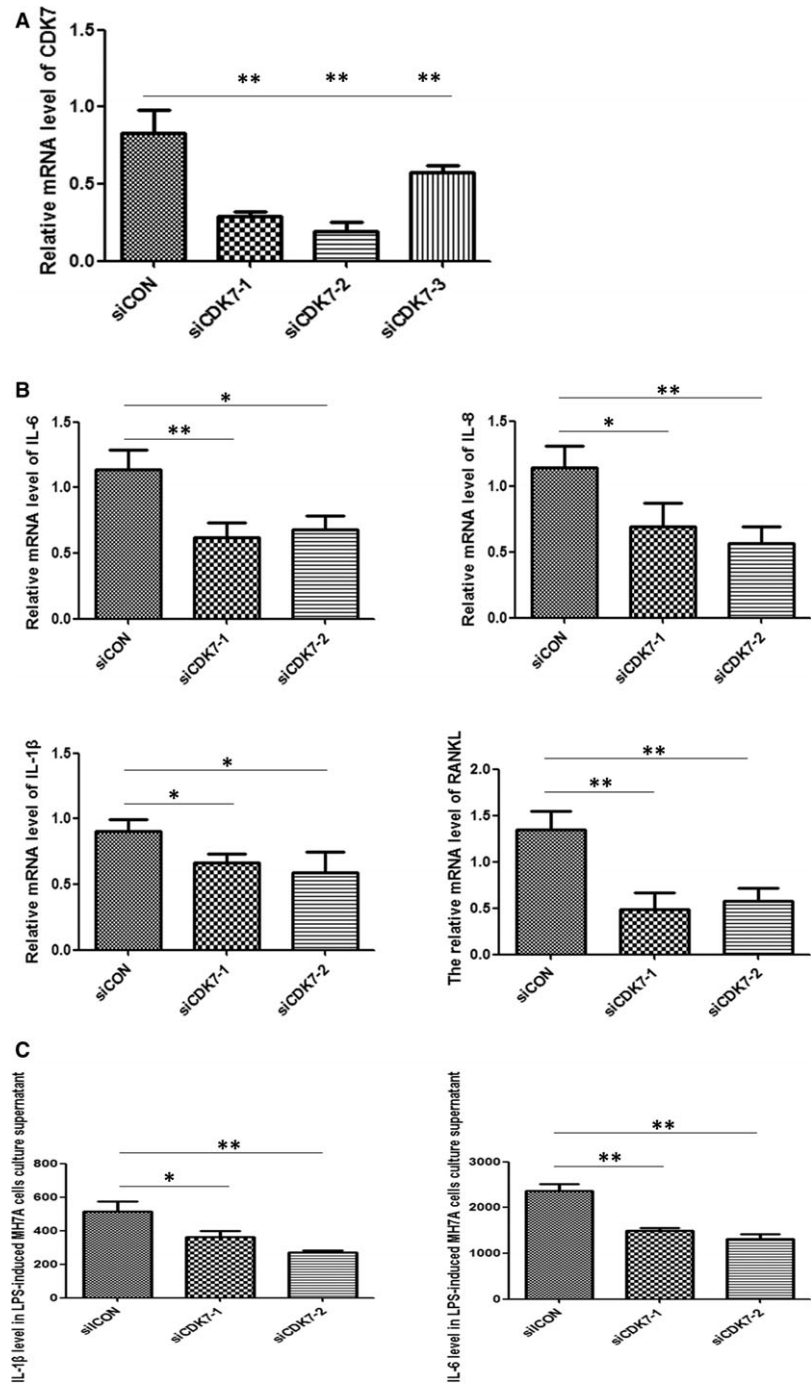 A
Relative mRNA level of CDK7
1.5
1.0
0.5
0.0
** ** **
siCON
siCDK7-1
siCDK7-2
siCDK7-3
B
Relative mRNA level of IL-6
1.5
1.0
0.5
0.0
*
**
siCON
siCDK7-1
siCDK7-2
Relative mRNA level of IL-8
1.5
1.0
0.5
0.0
**
*
siCON
siCDK7-1
siCDK7-2
Relative mRNA level of IL-1β
1.5
1.0
0.5
0.0
*
*
siCON
siCDK7-1
siCDK7-2
The relative mRNA level of RANKL
2.0
1.5
1.0
0.5
0.0
**
**
siCON
siCDK7-1
siCDK7-2
C
IL-1β level in LPS-induced MH7A cells culture supernatant
800
600
400
200
0
**
*
silCON
siCDK7-1
siCDK7-2
IL-6 level in LPS-induced MH7A cells culture supernatant
3000
2000
1000
0
**
**
siICON
siCDK7-1
siCDK7-2